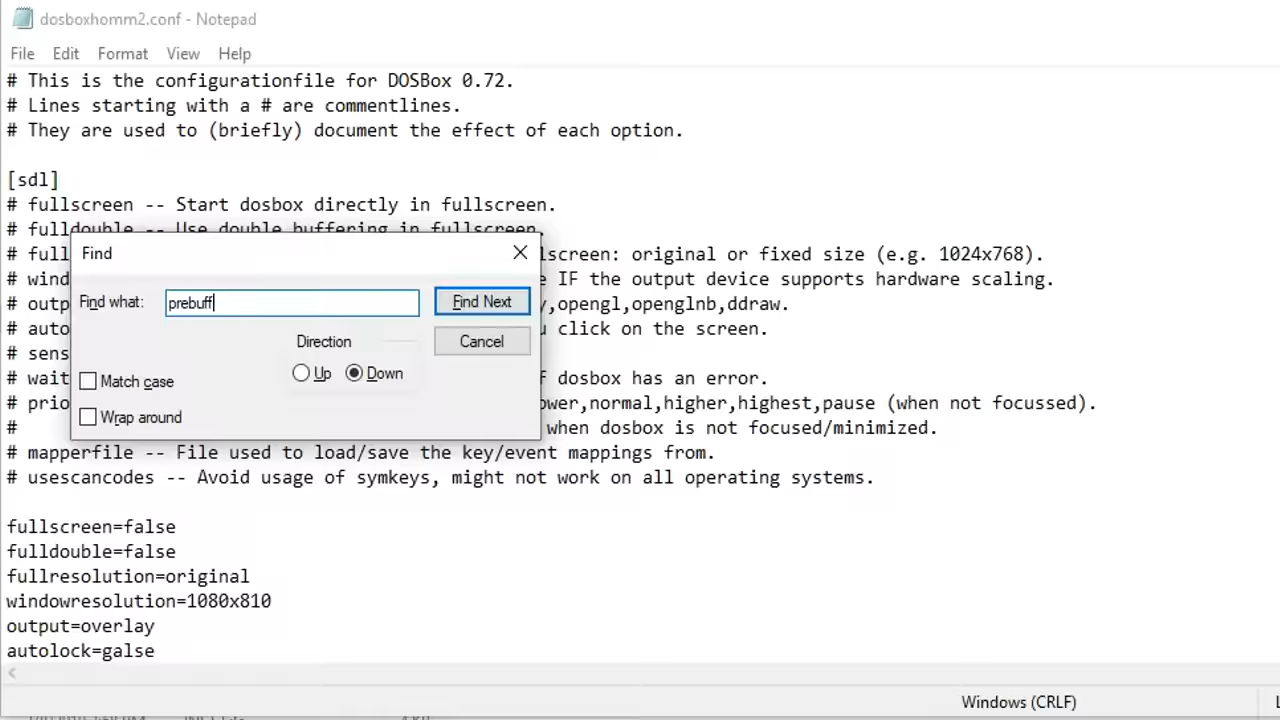 dosboxhomm2.conf - Notepad
File Edit Format View Help
# This is the configurationfile for DOSBox 0.72.
# Lines starting with a # are commentlines.
# They are used to (briefly) document the effect of each option.
[sdl]
# fullscreen -- Start dosbox directly in fullscreen.
# fulldouble -- Use double buffering in fullscreen.
# full lscreen: original or fixed size (e.g. 1024x768).
# wind e IF the output device supports hardware scaling.
# outp y,opengl,openglnb,ddraw.
# auto u click on the screen.
# sens
# wait f dosbox has an error.
# prio ower,normal,higher,highest,pause (when not focussed).
# when dosbox is not focused/minimized.
# mapperfile -- File used to load/save the key/event mappings from.
# usescancodes -- Avoid usage of symkeys, might not work on all operating systems.
fullscreen=false
fulldouble=false
fullresolution=original
windowresolution=1080x810
output=overlay
autolock=galse
Find
Find what: prebuff Find Next
Direction Cancel
Up Down
Match case
Wrap around
Windows (CRLF)